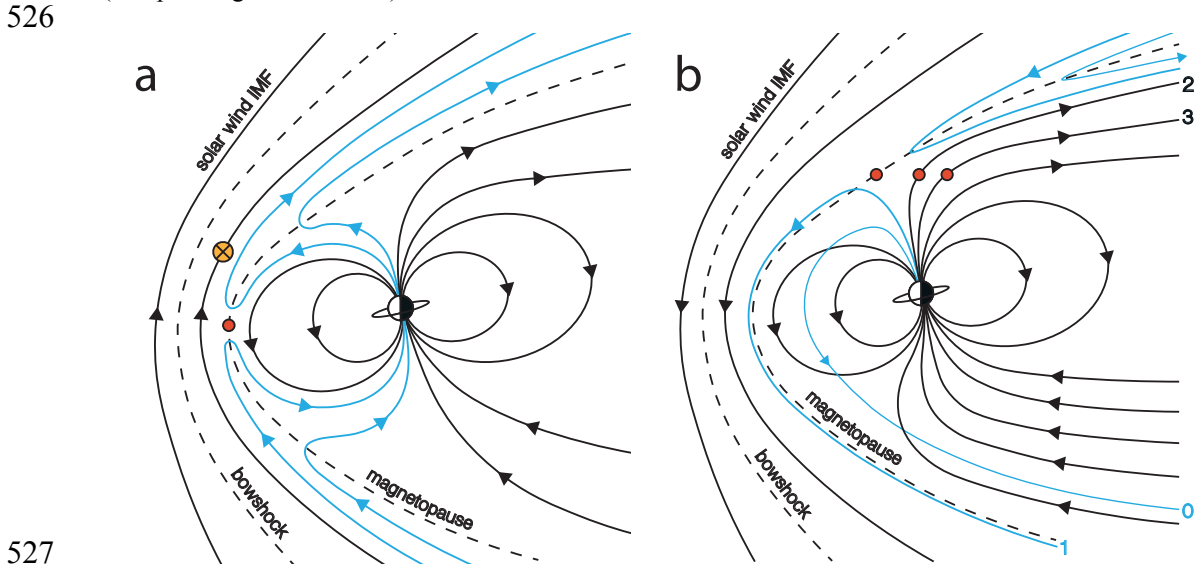 526
a
solar wind IMF
bowshock
magnetopause
b
solar wind IMF
2
3
magnetopause
bowshock
0
1
527